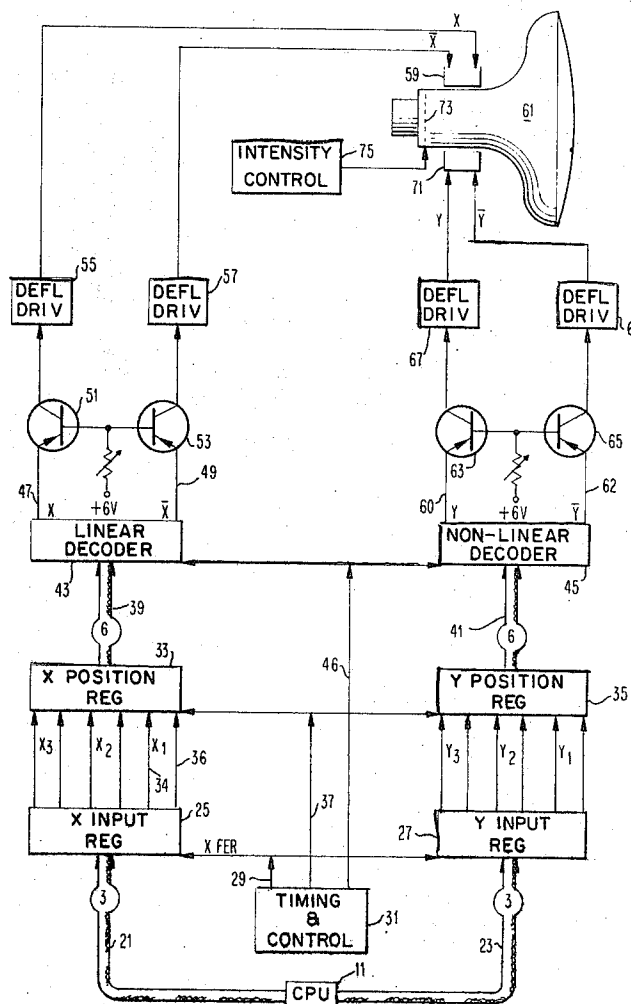 X
X̄
59
73
61
INTENSITY
CONTROL
75
71
Y
Ȳ
55
DEFL
DRIV
57
DEFL
DRIV
DEFL
DRIV
67
DEFL
DRIV
6
51
53
63
65
47
X
+6V
X̄
49
60
Y
+6V
Ȳ
62
LINEAR
DECODER
43
NON-LINEAR
DECODER
45
39
6
46
41
6
33
X POSITION
REG
Y POSITION
REG
35
X3
X2
X1
34
36
37
Y3
Y2
Y1
X INPUT
REG
25
27
Y INPUT
REG
X FER
29
TIMING
&
CONTROL
31
3
21
3
23
CPU
11